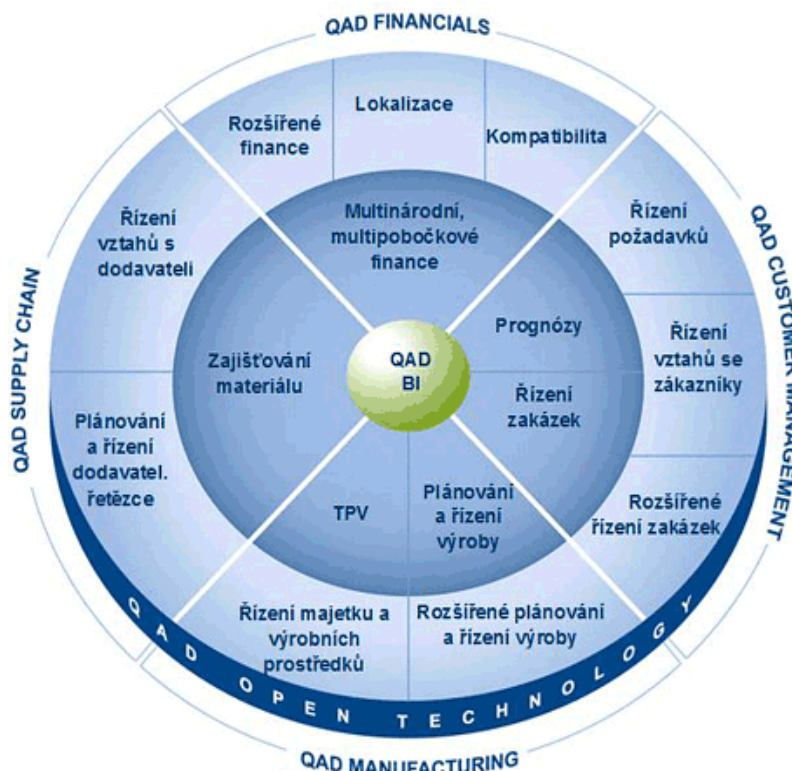 QAD FINANCIALS
Lokalizace
Rozšířené
finance
Kompatibilita
Řízení
vztahů s
dodavateli
Multinárodní,
multipobočkové
finance
Řízení
požadavků
QAD SUPPLY CHAIN
QAD CUSTOMER MANAGEMENT
Zajišťování
materiálu
QAD
BI
Prognózy
Řízení
vztahů se
zákazníky
Řízení
zakázek
Plánování
a řízení
dodavatel.
řetězce
TPV
Plánování
a řízení
výroby
Rozšířené
řízení zakázek
Řízení majetku a
výrobních
prostředků
Rozšířené plánování
a řízení výroby
QAD OPEN TECHNOLOGY
QAD MANUFACTURING